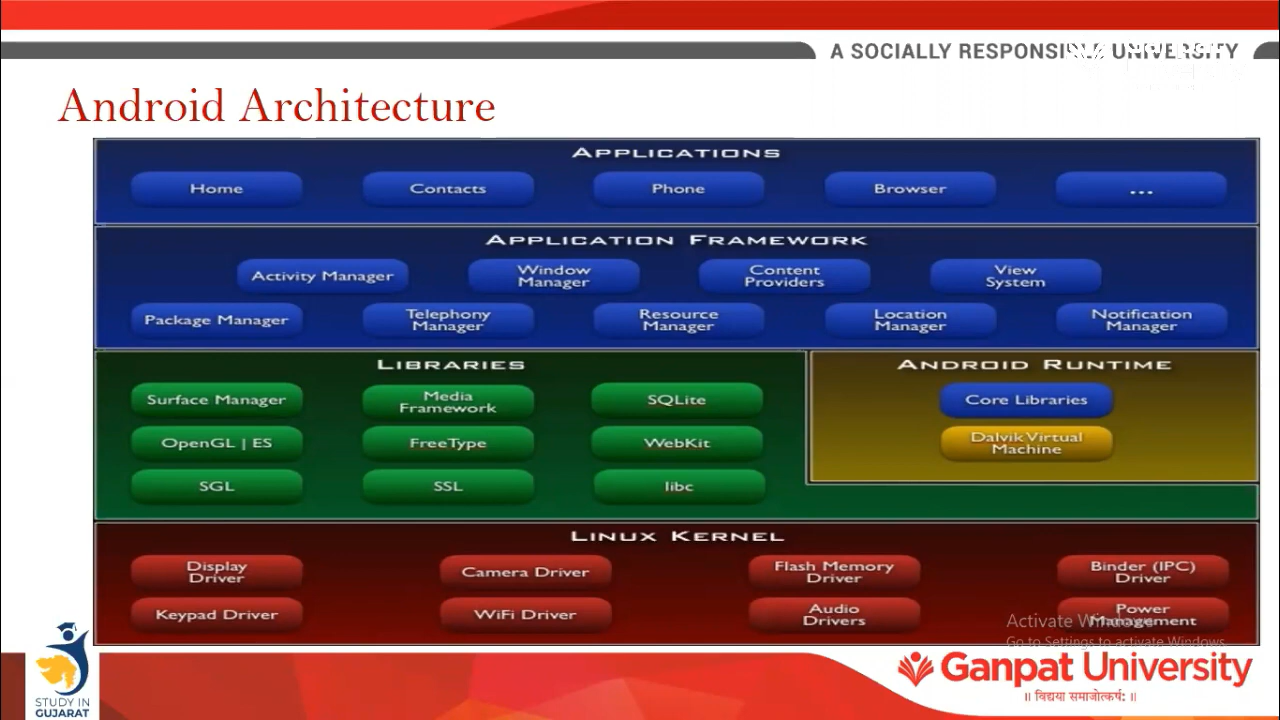 A SOCIALLY RESPONSIBLE UNIVERSITY
Android Architecture
APPLICATIONS
Home
Contacts
Phone
Browser
...
APPLICATION FRAMEWORK
Activity Manager
Window
Manager
Content
Providers
View
System
Package Manager
Telephony
Manager
Resource
Manager
Location
Manager
Notification
Manager
LIBRARIES
Surface Manager
Media
Framework
SQLite
OpenGL | ES
FreeType
WebKit
SGL
SSL
libc
ANDROID RUNTIME
Core Libraries
Dalvik Virtual
Machine
LINUX KERNEL
Display
Driver
Camera Driver
Flash Memory
Driver
Binder (IPC)
Driver
Keypad Driver
WiFi Driver
Audio
Drivers
Power
Management
Activate Windows
Go to Settings to activate Windows.
STUDY IN
GUJARAT
Ganpat University
॥ विद्यया समाजोत्कर्षः ॥